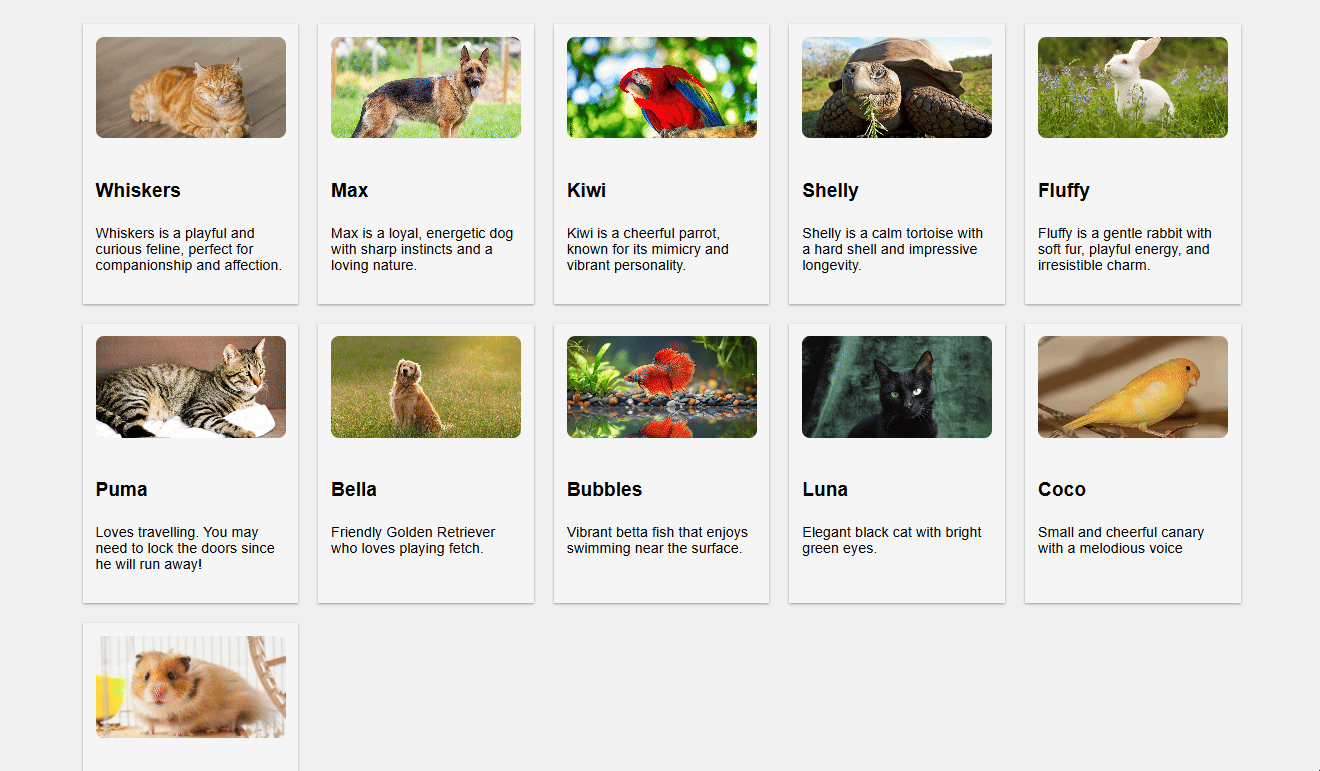 Whiskers
Whiskers is a playful and
curious feline, perfect for
companionship and affection.
Max
Max is a loyal, energetic dog
with sharp instincts and a
loving nature.
Kiwi
Kiwi is a cheerful parrot,
known for its mimicry and
vibrant personality.
Shelly
Shelly is a calm tortoise with
a hard shell and impressive
longevity.
Fluffy
Fluffy is a gentle rabbit with
soft fur, playful energy, and
irresistible charm.
Puma
Loves travelling. You may
need to lock the doors since
he will run away!
Bella
Friendly Golden Retriever
who loves playing fetch.
Bubbles
Vibrant betta fish that enjoys
swimming near the surface.
Luna
Elegant black cat with bright
green eyes.
Coco
Small and cheerful canary
with a melodious voice